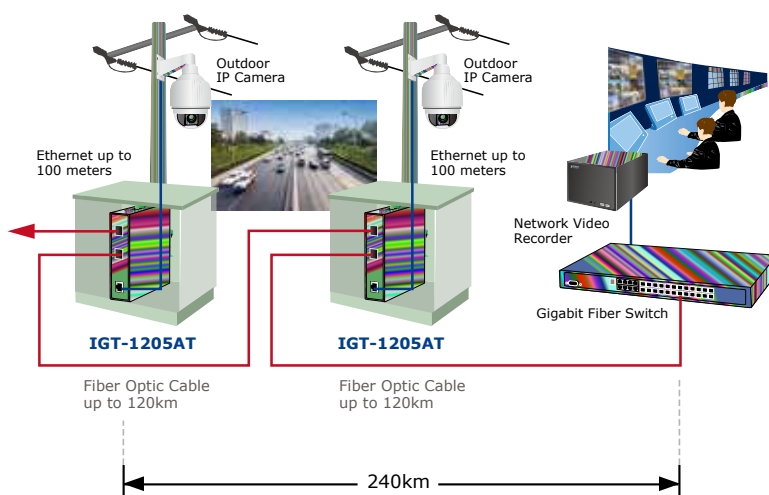 Outdoor
IP Camera
Outdoor
IP Camera
Ethernet up to
100 meters
Ethernet up to
100 meters
Network Video
Recorder
Gigabit Fiber Switch
IGT-1205AT
IGT-1205AT
Fiber Optic Cable
up to 120km
Fiber Optic Cable
up to 120km
240km